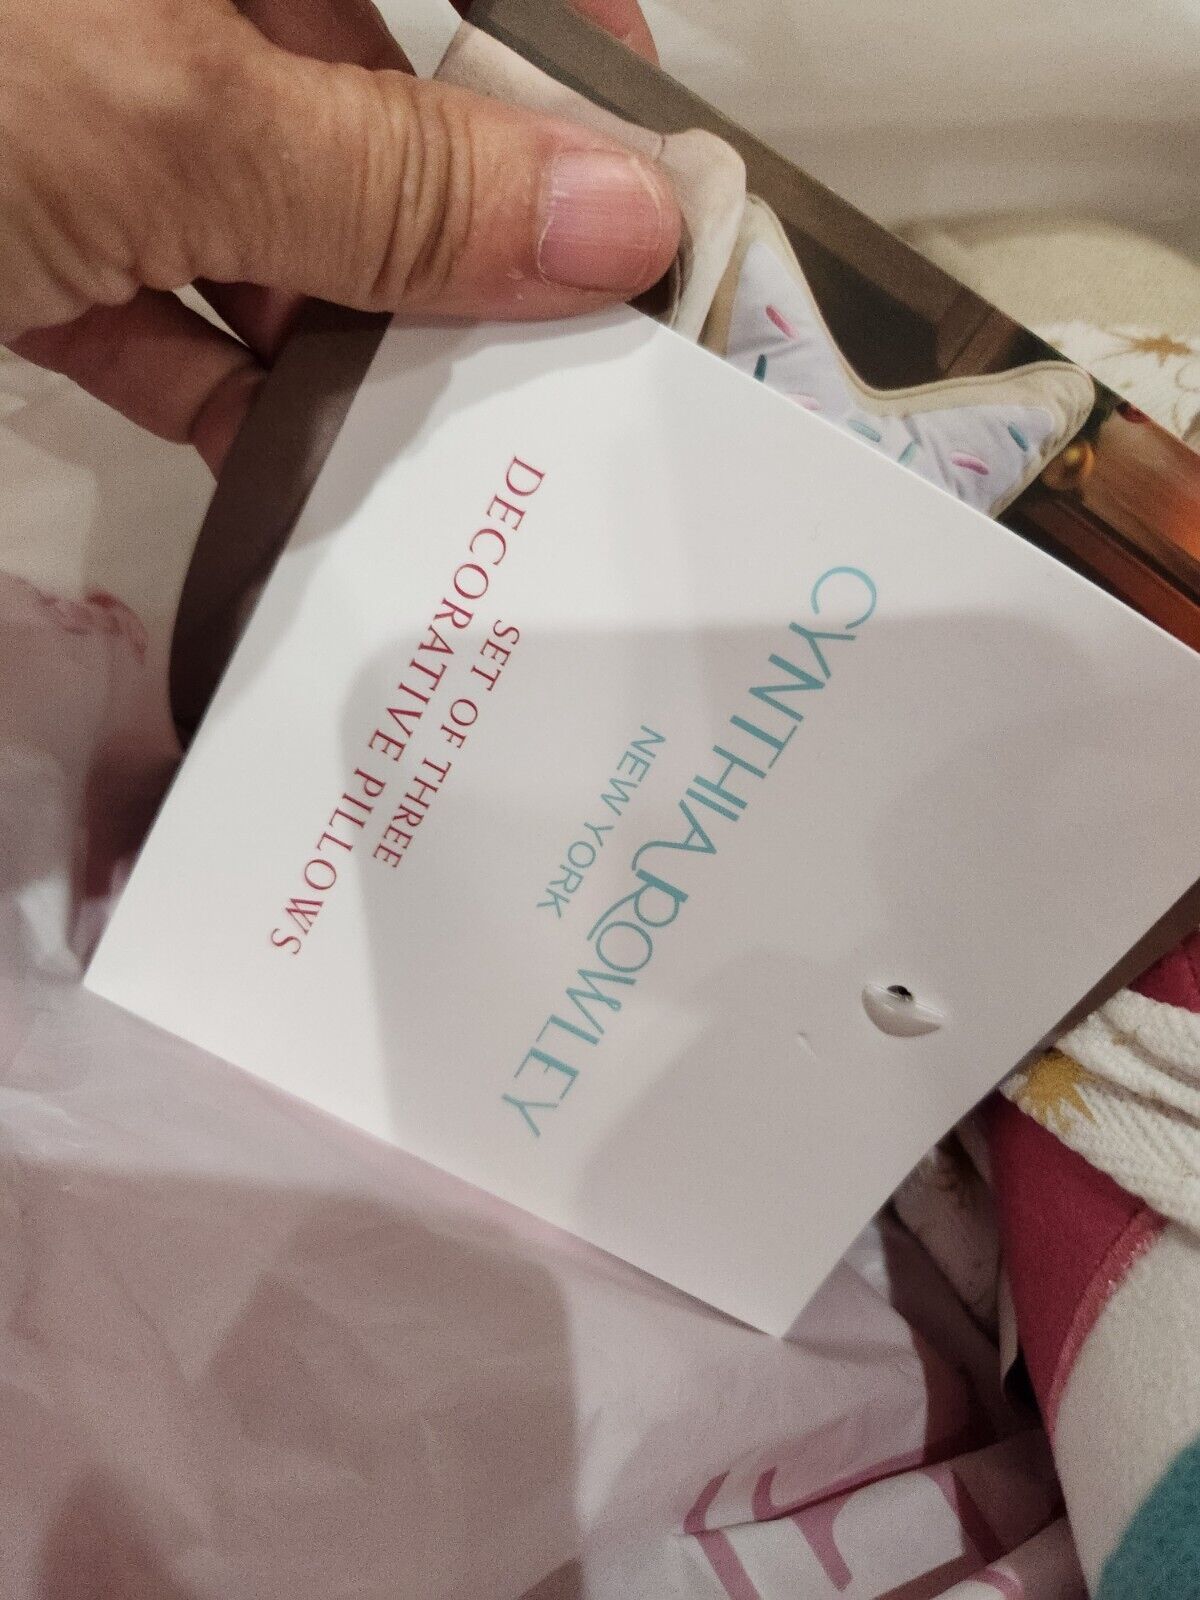 CYNTHIA ROWLEY
NEW YORK
SET OF THREE
DECORATIVE PILLOWS